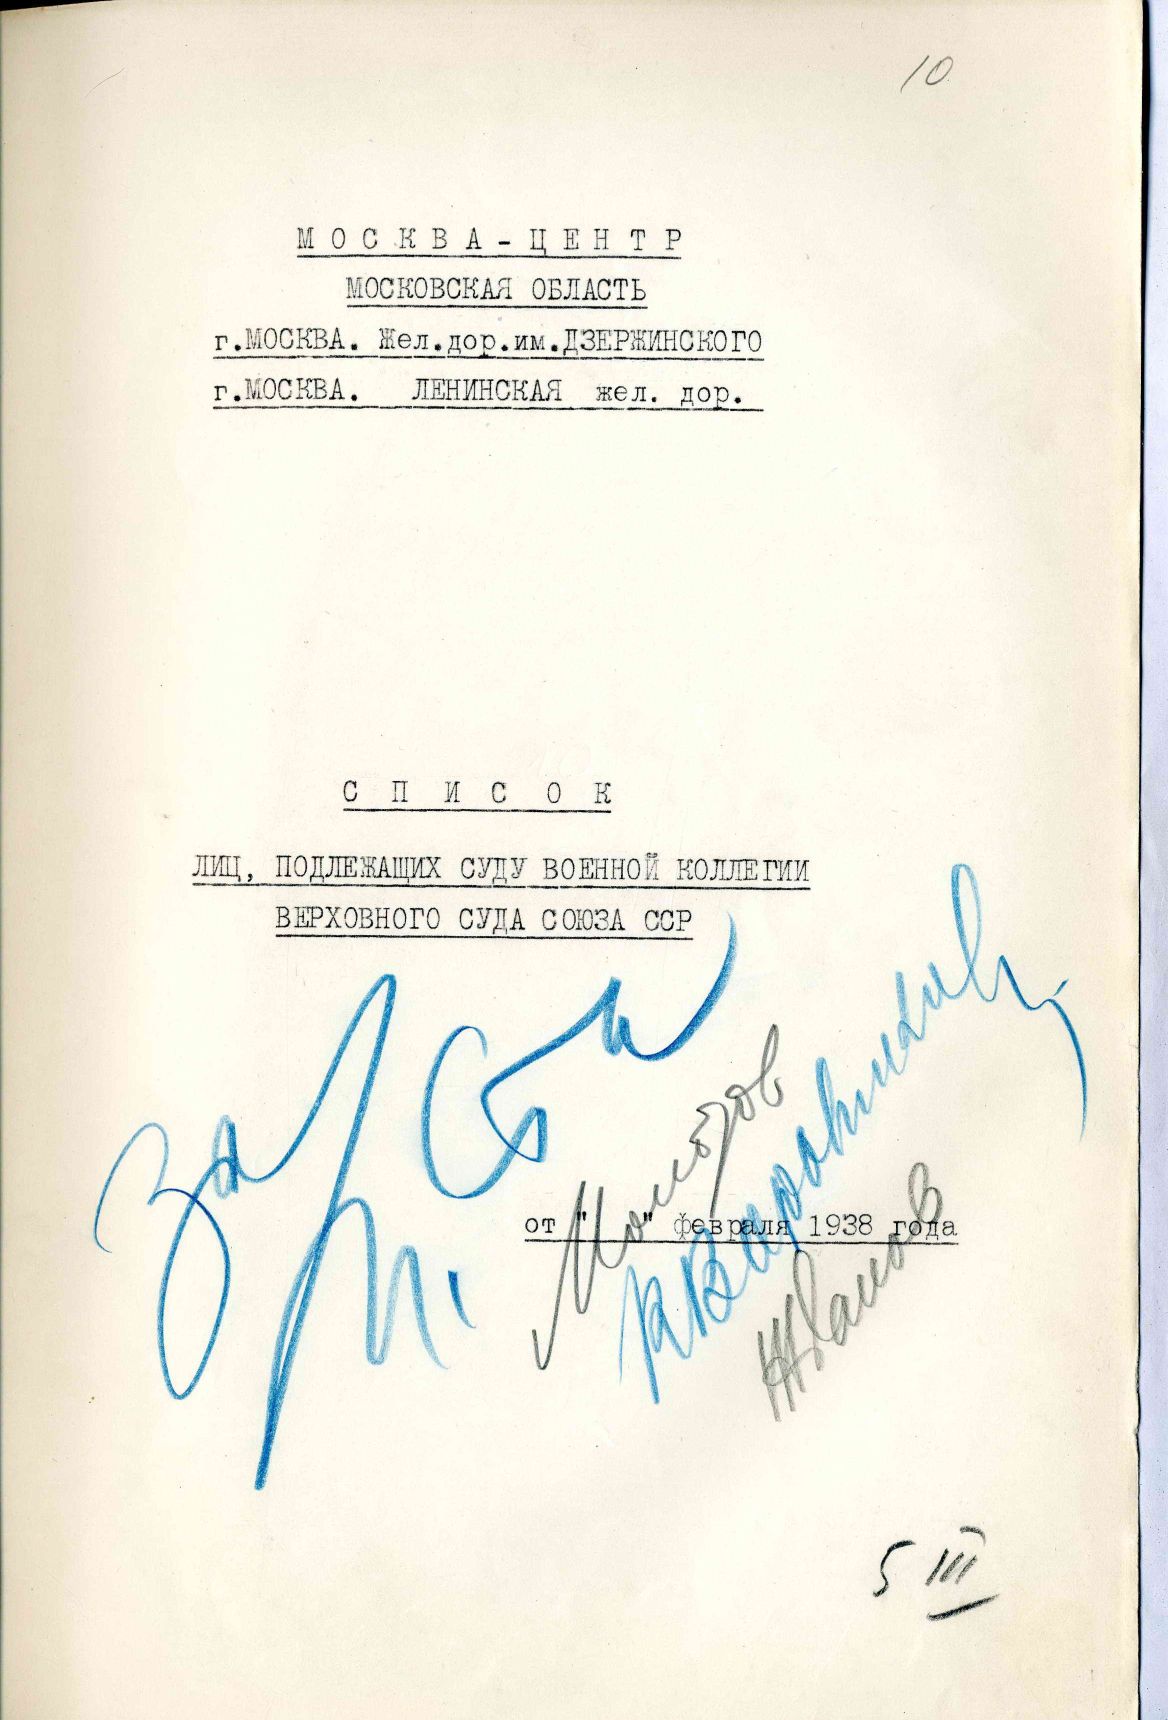 10
МОСКВА-ЦЕНТР
МОСКОВСКАЯ ОБЛАСТЬ
г.МОСКВА. Жел.дор.им.ДЗЕРЖИНСКОГО
г.МОСКВА. ЛЕНИНСКАЯ жел. дор.
СПИСОК
ЛИЦ, ПОДЛЕЖАЩИХ СУДУ ВОЕННОЙ КОЛЛЕГИИ
ВЕРХОВНОГО СУДА СОЮЗА ССР
За
И. Ст
Молотов
К Ворошилов
Жданов
от " " февраля 1938 года
5 III